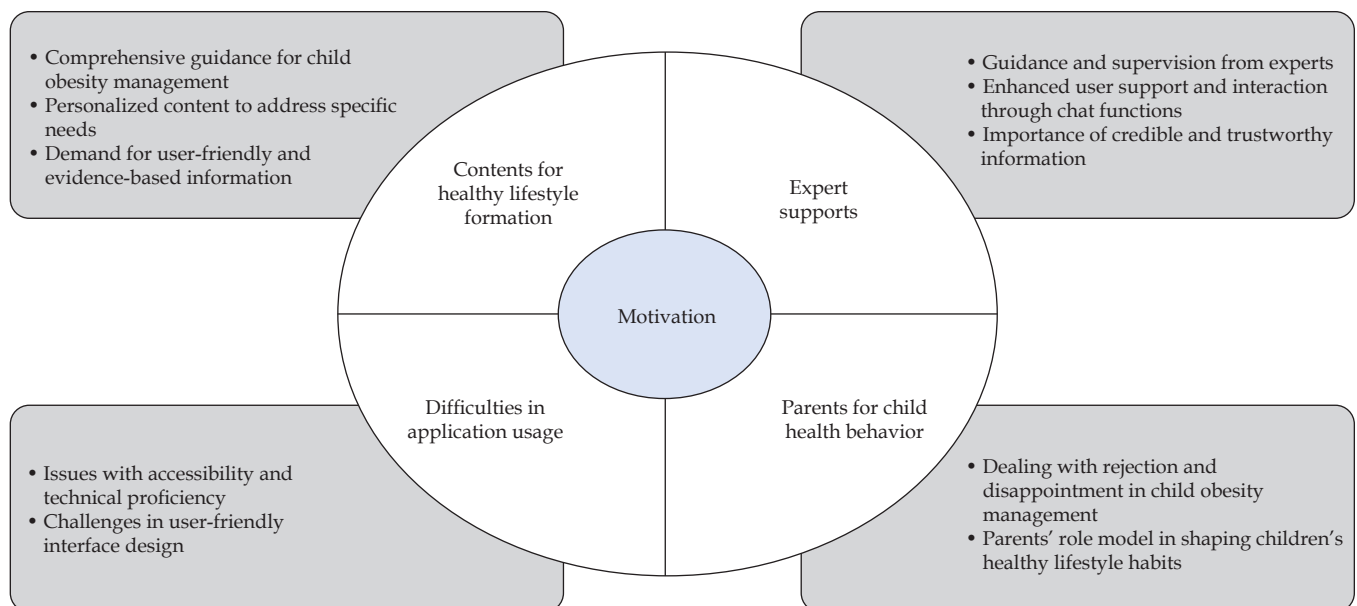 • Comprehensive guidance for child
obesity management
• Personalized content to address specific
needs
• Demand for user-friendly and
evidence-based information
• Guidance and supervision from experts
• Enhanced user support and interaction
through chat functions
• Importance of credible and trustworthy
information
Contents for
healthy lifestyle
formation
Expert
supports
Motivation
Difficulties in
application usage
Parents for child
health behavior
• Issues with accessibility and
technical proficiency
• Challenges in user-friendly
interface design
• Dealing with rejection and
disappointment in child obesity
management
• Parents’ role model in shaping children’s
healthy lifestyle habits